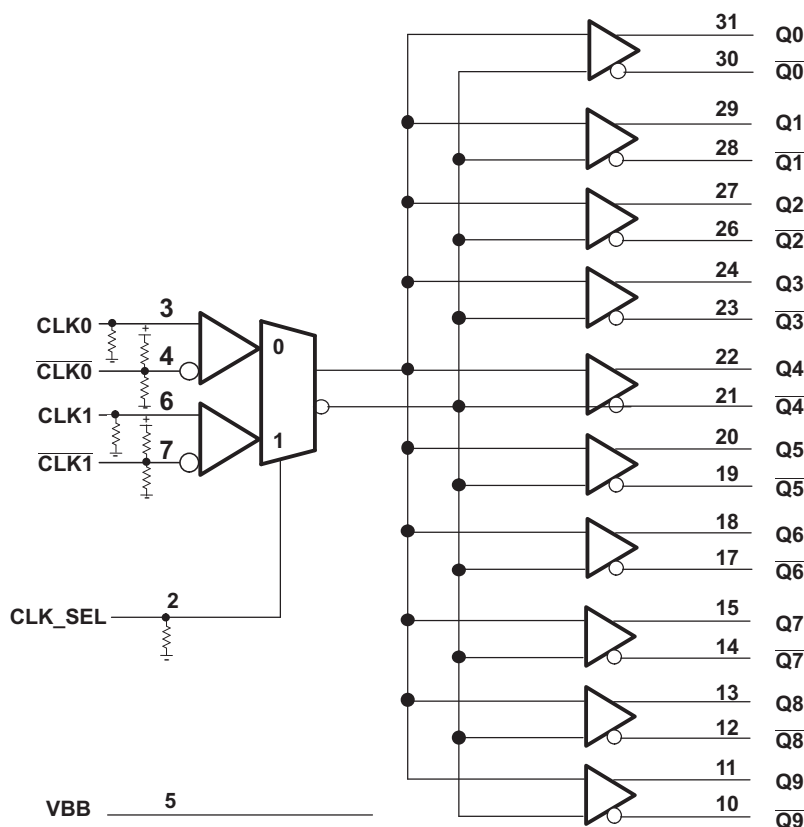 31 Q0
30 Q̅0̅
29 Q1
28 Q̅1̅
27 Q2
26 Q̅2̅
24 Q3
23 Q̅3̅
CLK0 3
C̅L̅K̅0̅ 4
0
22 Q4
21 Q̅4̅
CLK1 6
C̅L̅K̅1̅ 7
1
20 Q5
19 Q̅5̅
18 Q6
17 Q̅6̅
CLK_SEL 2
15 Q7
14 Q̅7̅
13 Q8
12 Q̅8̅
11 Q9
10 Q̅9̅
VBB 5
+
+